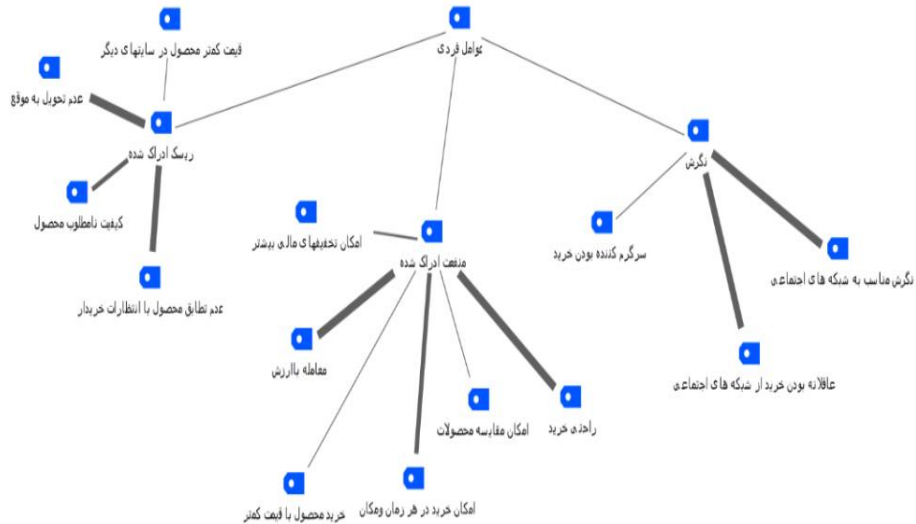 قیمت کمتر محصول در سایتهای دیگر
عوامل فردی
عدم تحویل به موقع
ریسک ادراک شده
نگرش
کیفیت نامطلوب محصول
امکان تخفیفهای مالی بیشتر
منفعت ادراک شده
سرگرم کننده بودن خرید
نگرش مناسب به شبکه های اجتماعی
عدم تطابق محصول با انتظارات خریدار
معامله باارزش
عاقلانه بودن خرید از شبکه های اجتماعی
امکان مقایسه محصولات
راحتی خرید
خرید محصول با قیمت کمتر
امکان خرید در هر زمان ومکان